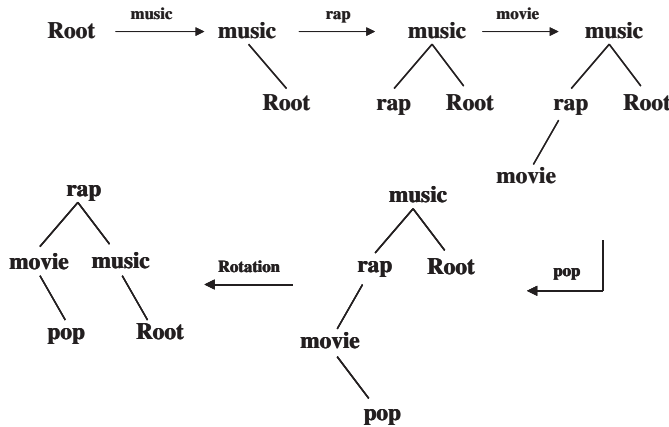 Root music music rap music movie music
Root rap Root rap Root
movie
music
rap Root
pop
movie
pop
rap
movie music
pop Root
Rotation